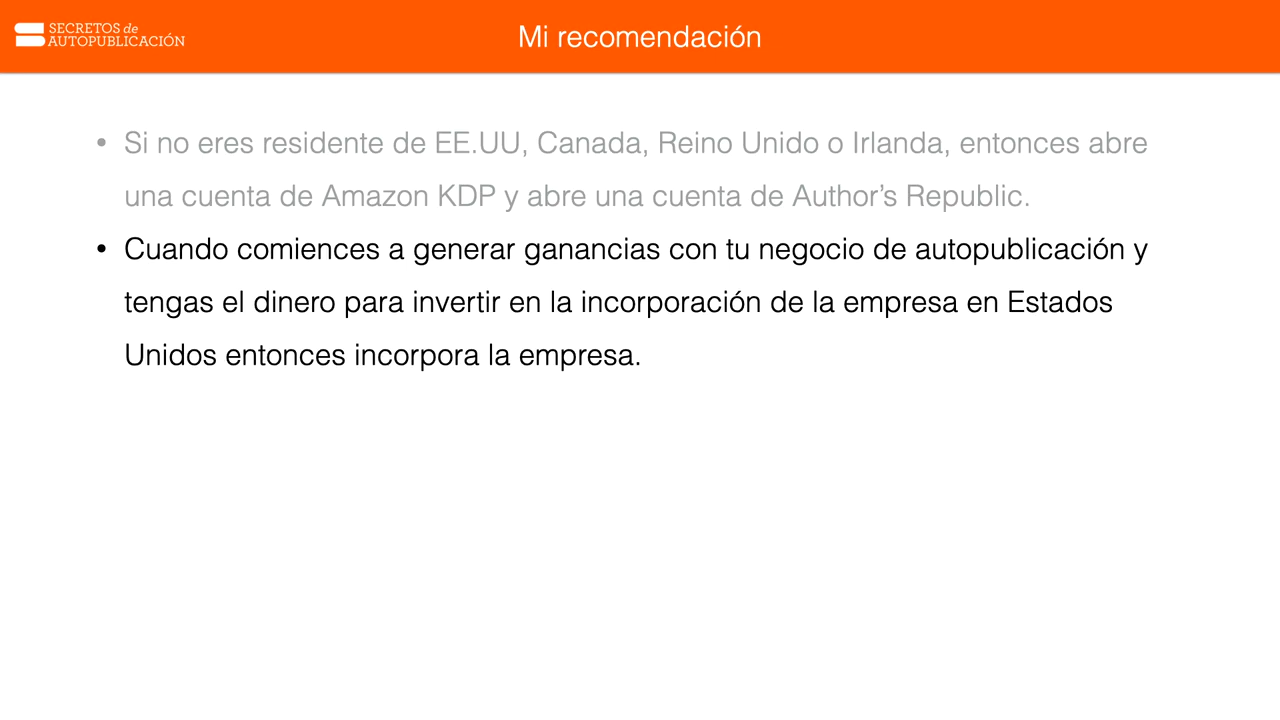 SECRETOS de
AUTOPUBLICACIÓN
Mi recomendación
• Si no eres residente de EE.UU, Canada, Reino Unido o Irlanda, entonces abre
una cuenta de Amazon KDP y abre una cuenta de Author’s Republic.
• Cuando comiences a generar ganancias con tu negocio de autopublicación y
tengas el dinero para invertir en la incorporación de la empresa en Estados
Unidos entonces incorpora la empresa.